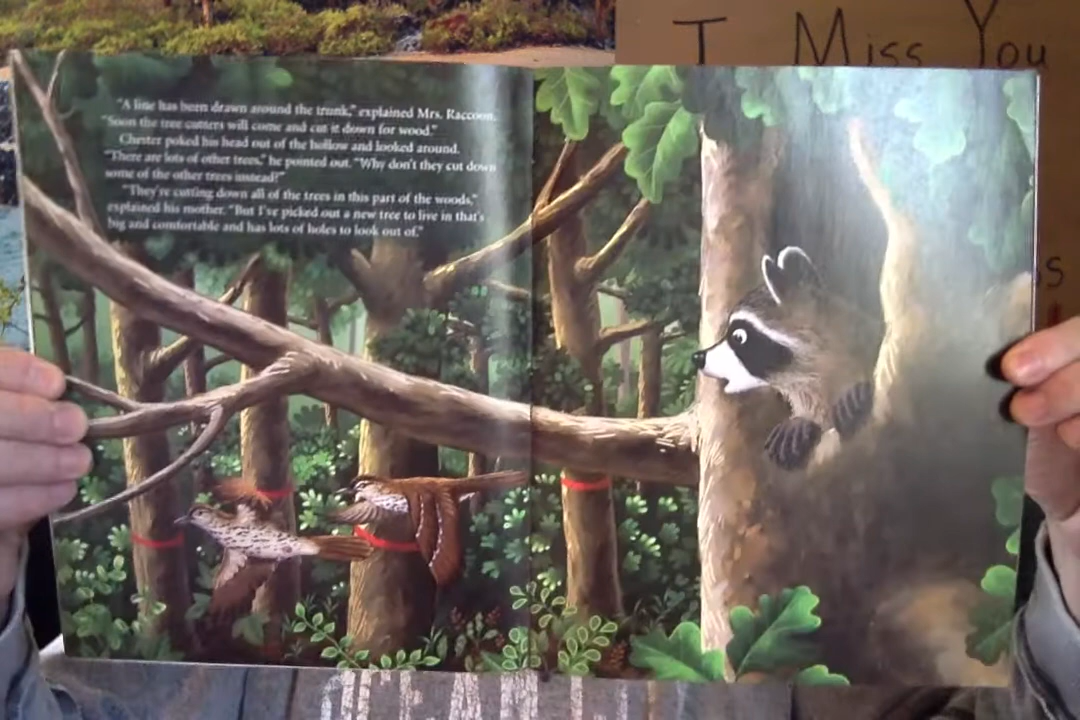 I Miss You
"A line has been drawn around the trunk," explained Mrs. Raccoon.
"Soon the tree cutters will come and cut it down for wood."
Chester poked his head out of the hollow and looked around.
"There are lots of other trees," he pointed out. "Why don't they cut down
some of the other trees instead?"
"They're cutting down all of the trees in this part of the woods,"
explained his mother. "But I've picked out a new tree to live in that's
big and comfortable and has lots of holes to look out of."